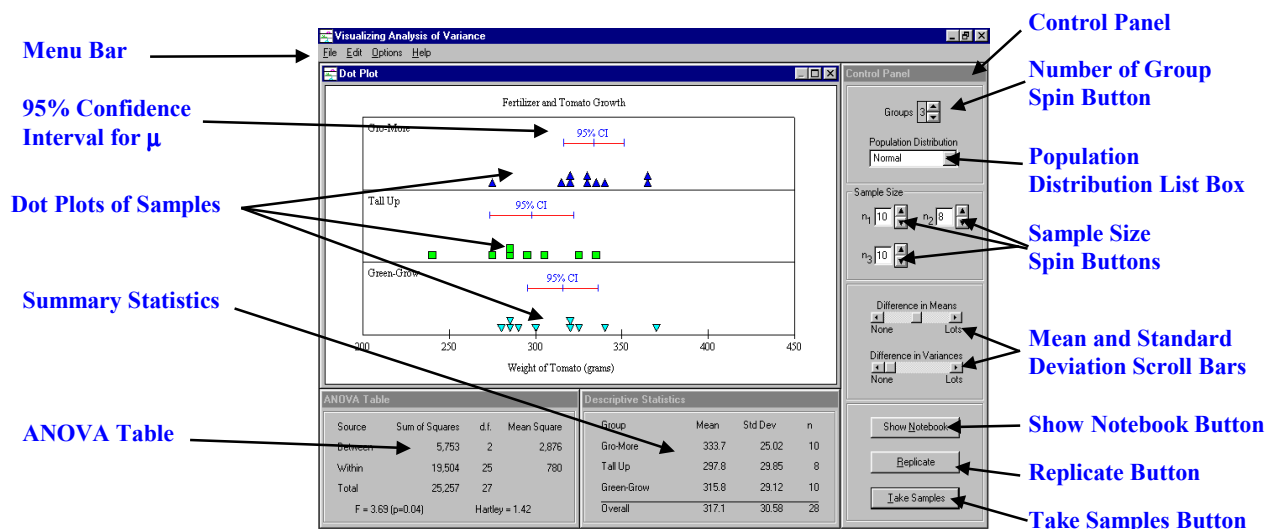 Menu Bar
95% Confidence
Interval for μ
Dot Plots of Samples
Summary Statistics
ANOVA Table
Visualizing Analysis of Variance
File Edit Options Help
Dot Plot
Fertilizer and Tomato Growth
Gro-More
95% CI
Tall Up
95% CI
Green-Grow
95% CI
200 250 300 350 400 450
Weight of Tomato (grams)
ANOVA Table
Source Sum of Squares d.f. Mean Square
Between 5,753 2 2,876
Within 19,504 25 780
Total 25,257 27
F = 3.69 (p=0.04) Hartley = 1.42
Descriptive Statistics
Group Mean Std Dev n
Gro-More 333.7 25.02 10
Tall Up 297.8 29.85 8
Green-Grow 315.8 29.12 10
Overall 317.1 30.58 28
Control Panel
Groups 3
Population Distribution
Normal
Sample Size
n1 10 n2 8
n3 10
Difference in Means
None Lots
Difference in Variances
None Lots
Show Notebook
Replicate
Take Samples
Control Panel
Number of Group
Spin Button
Population
Distribution List Box
Sample Size
Spin Buttons
Mean and Standard
Deviation Scroll Bars
Show Notebook Button
Replicate Button
Take Samples Button